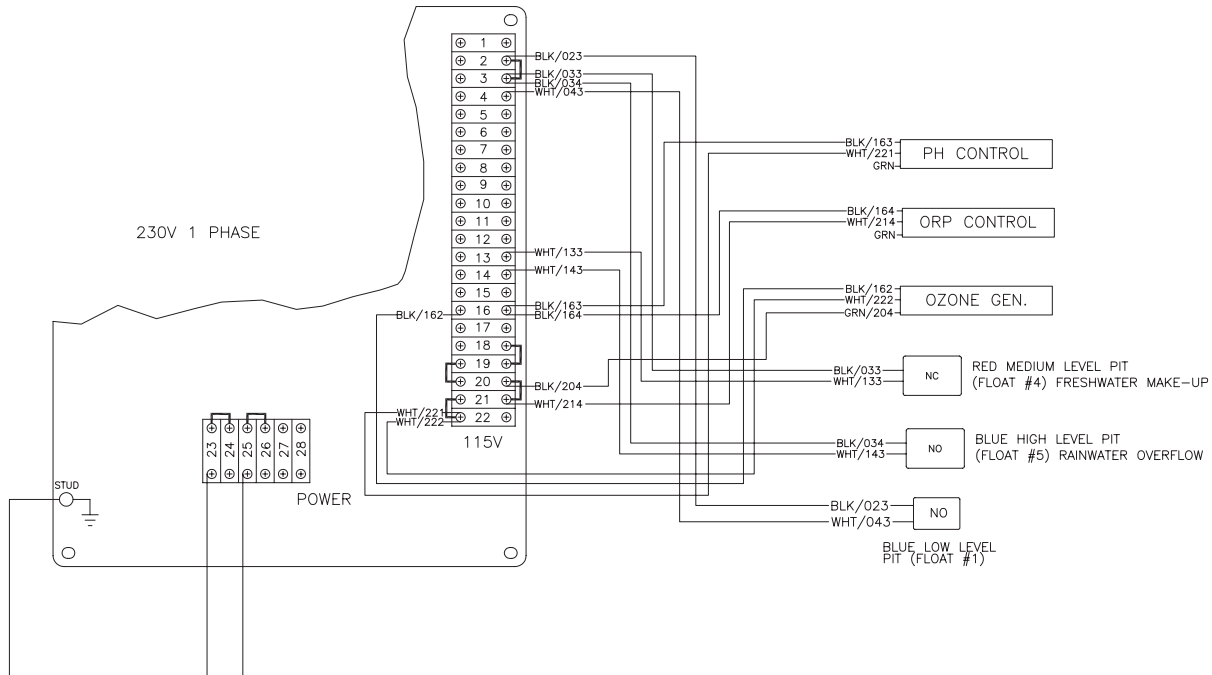 230V 1 PHASE
1
2
3
4
5
6
7
8
9
10
11
12
13
14
15
16
17
18
19
20
21
22
115V
BLK/023
BLK/033
BLK/034
WHT/043
WHT/133
WHT/143
BLK/163
BLK/164
BLK/162
BLK/204
WHT/214
WHT/221
WHT/222
23
24
25
26
27
28
POWER
STUD
BLK/163
WHT/221
GRN
PH CONTROL
BLK/164
WHT/214
GRN
ORP CONTROL
BLK/162
WHT/222
GRN/204
OZONE GEN.
BLK/033
WHT/133
NC
RED MEDIUM LEVEL PIT
(FLOAT #4) FRESHWATER MAKE-UP
BLK/034
WHT/143
NO
BLUE HIGH LEVEL PIT
(FLOAT #5) RAINWATER OVERFLOW
BLK/023
WHT/043
NO
BLUE LOW LEVEL
PIT (FLOAT #1)